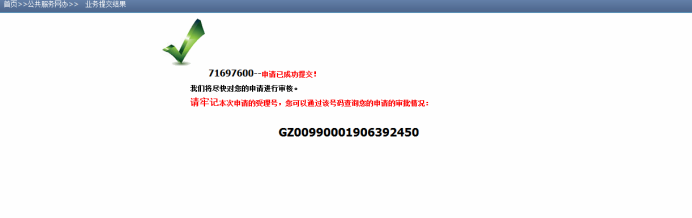 首页>>公共服务网办>> 业务提交结果
71697600--申请已成功提交!
我们将尽快对您的申请进行审核。
请牢记本次申请的受理号，您可以通过该号码查询您的申请的审批情况:
GZ00990001906392450